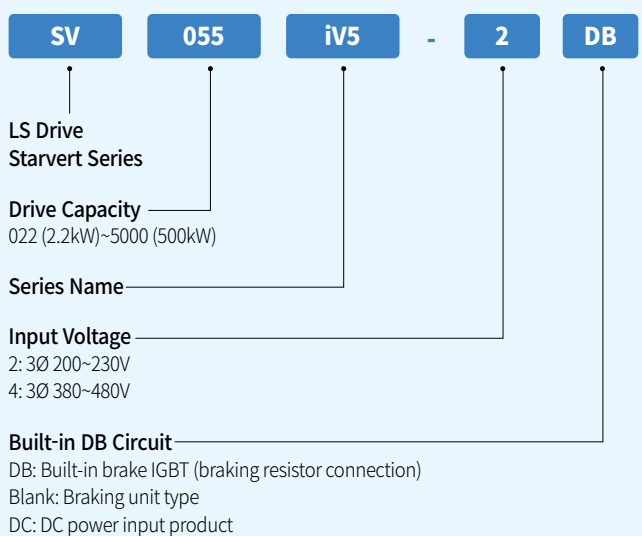 SV 055 iV5 - 2 DB
LS Drive
Starvert Series
Drive Capacity
022 (2.2kW)~5000 (500kW)
Series Name
Input Voltage
2: 3Ø 200~230V
4: 3Ø 380~480V
Built-in DB Circuit
DB: Built-in brake IGBT (braking resistor connection)
Blank: Braking unit type
DC: DC power input product